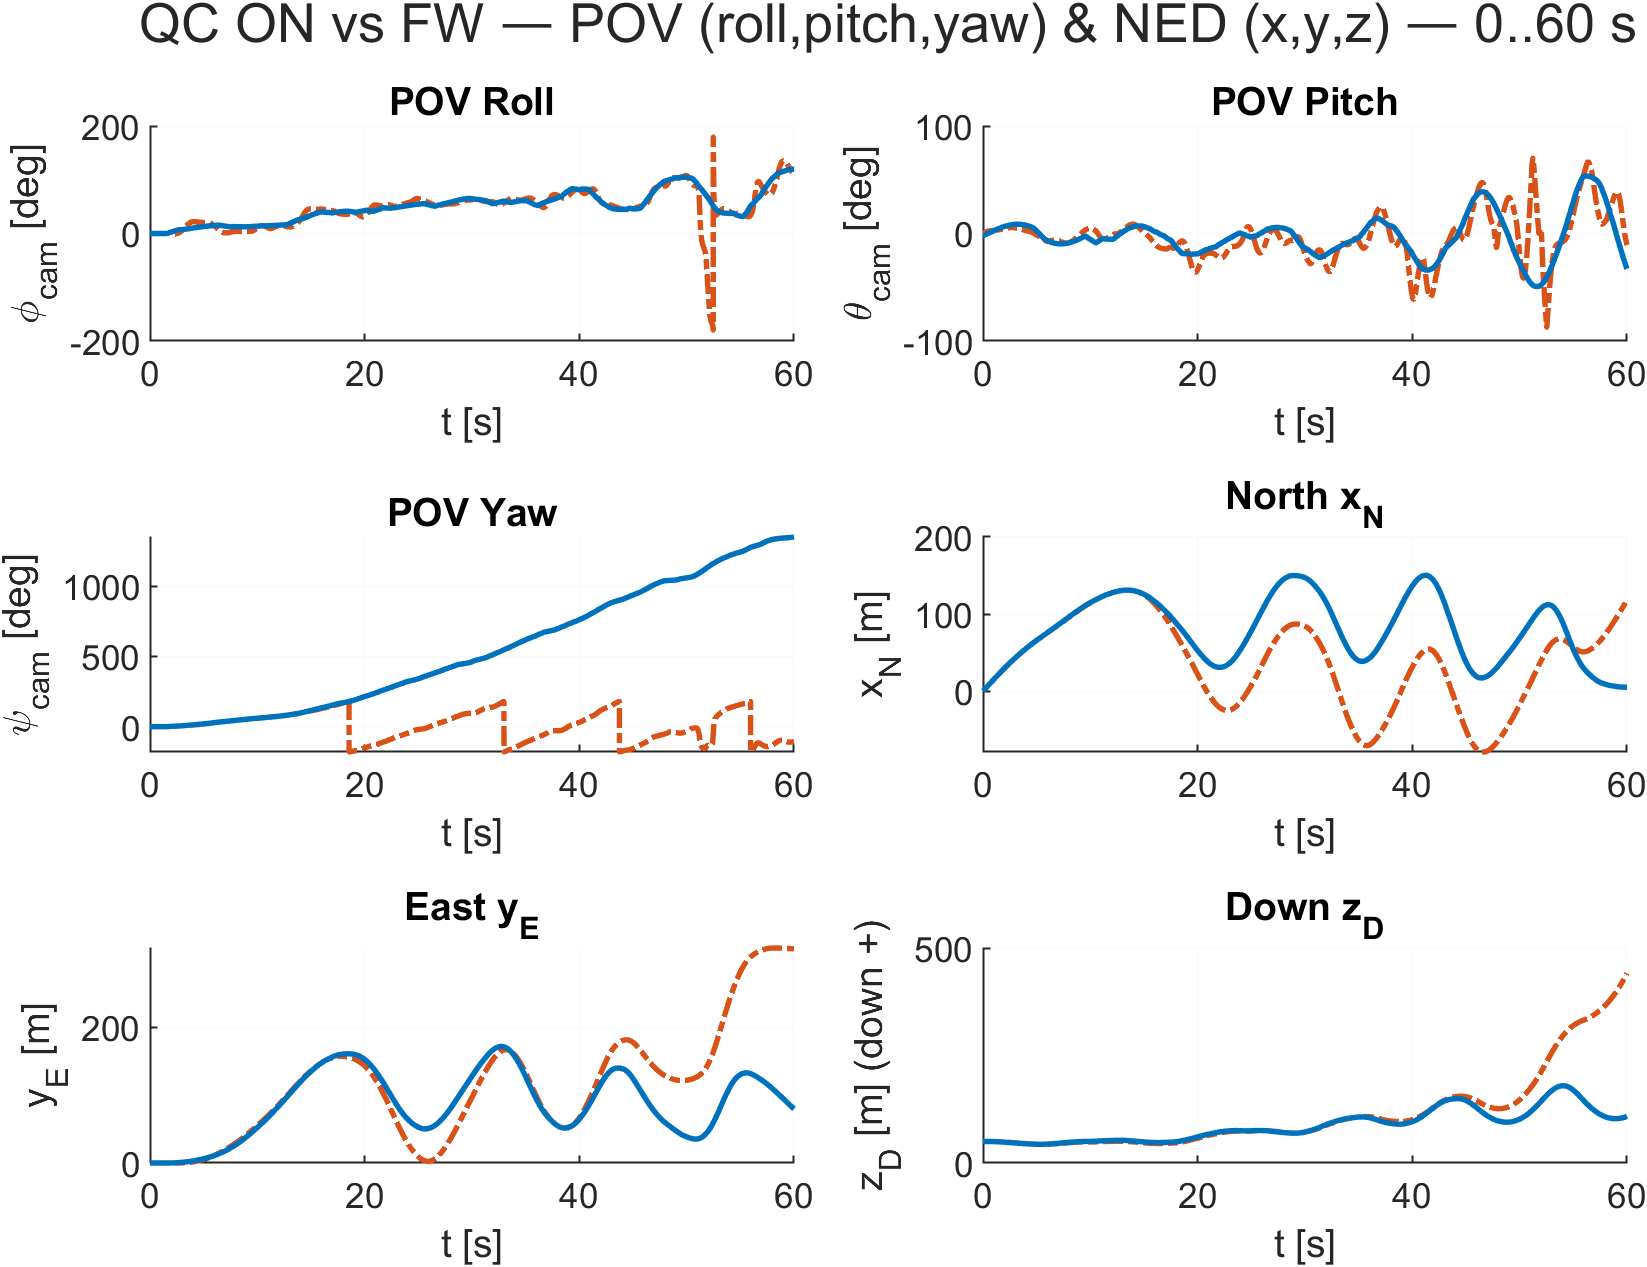 QC ON vs FW — POV (roll,pitch,yaw) & NED (x,y,z) — 0..60 s
POV Roll
ϕcam [deg]
200
0
-200
0 20 40 60
t [s]
POV Pitch
θcam [deg]
100
0
-100
0 20 40 60
t [s]
POV Yaw
ψcam [deg]
1000
500
0
0 20 40 60
t [s]
North xN
xN [m]
200
100
0
0 20 40 60
t [s]
East yE
yE [m]
200
0
0 20 40 60
t [s]
Down zD
zD [m] (down +)
500
0
0 20 40 60
t [s]